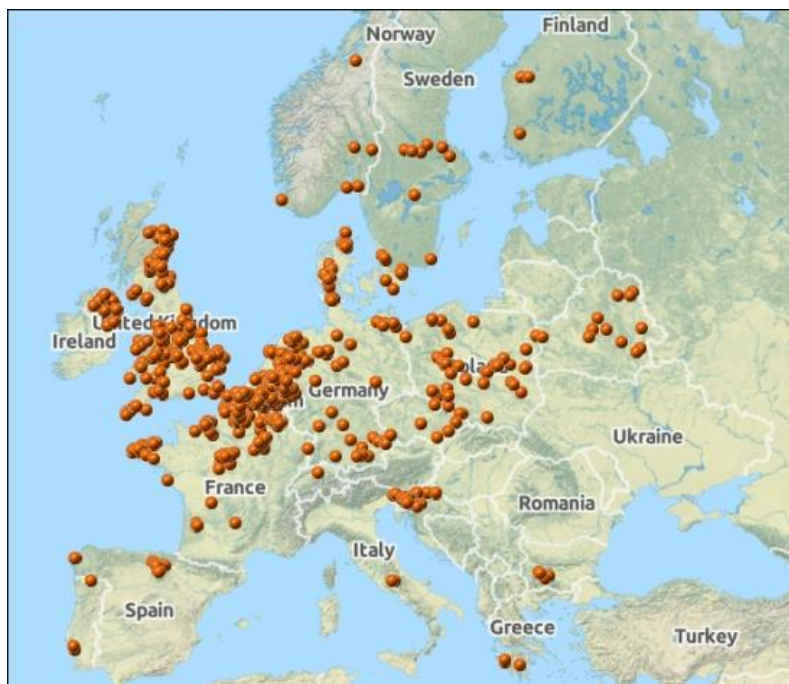 Norway
Finland
Sweden
United Kingdom
Ireland
Germany
Ukraine
France
Romania
Italy
Spain
Greece
Turkey